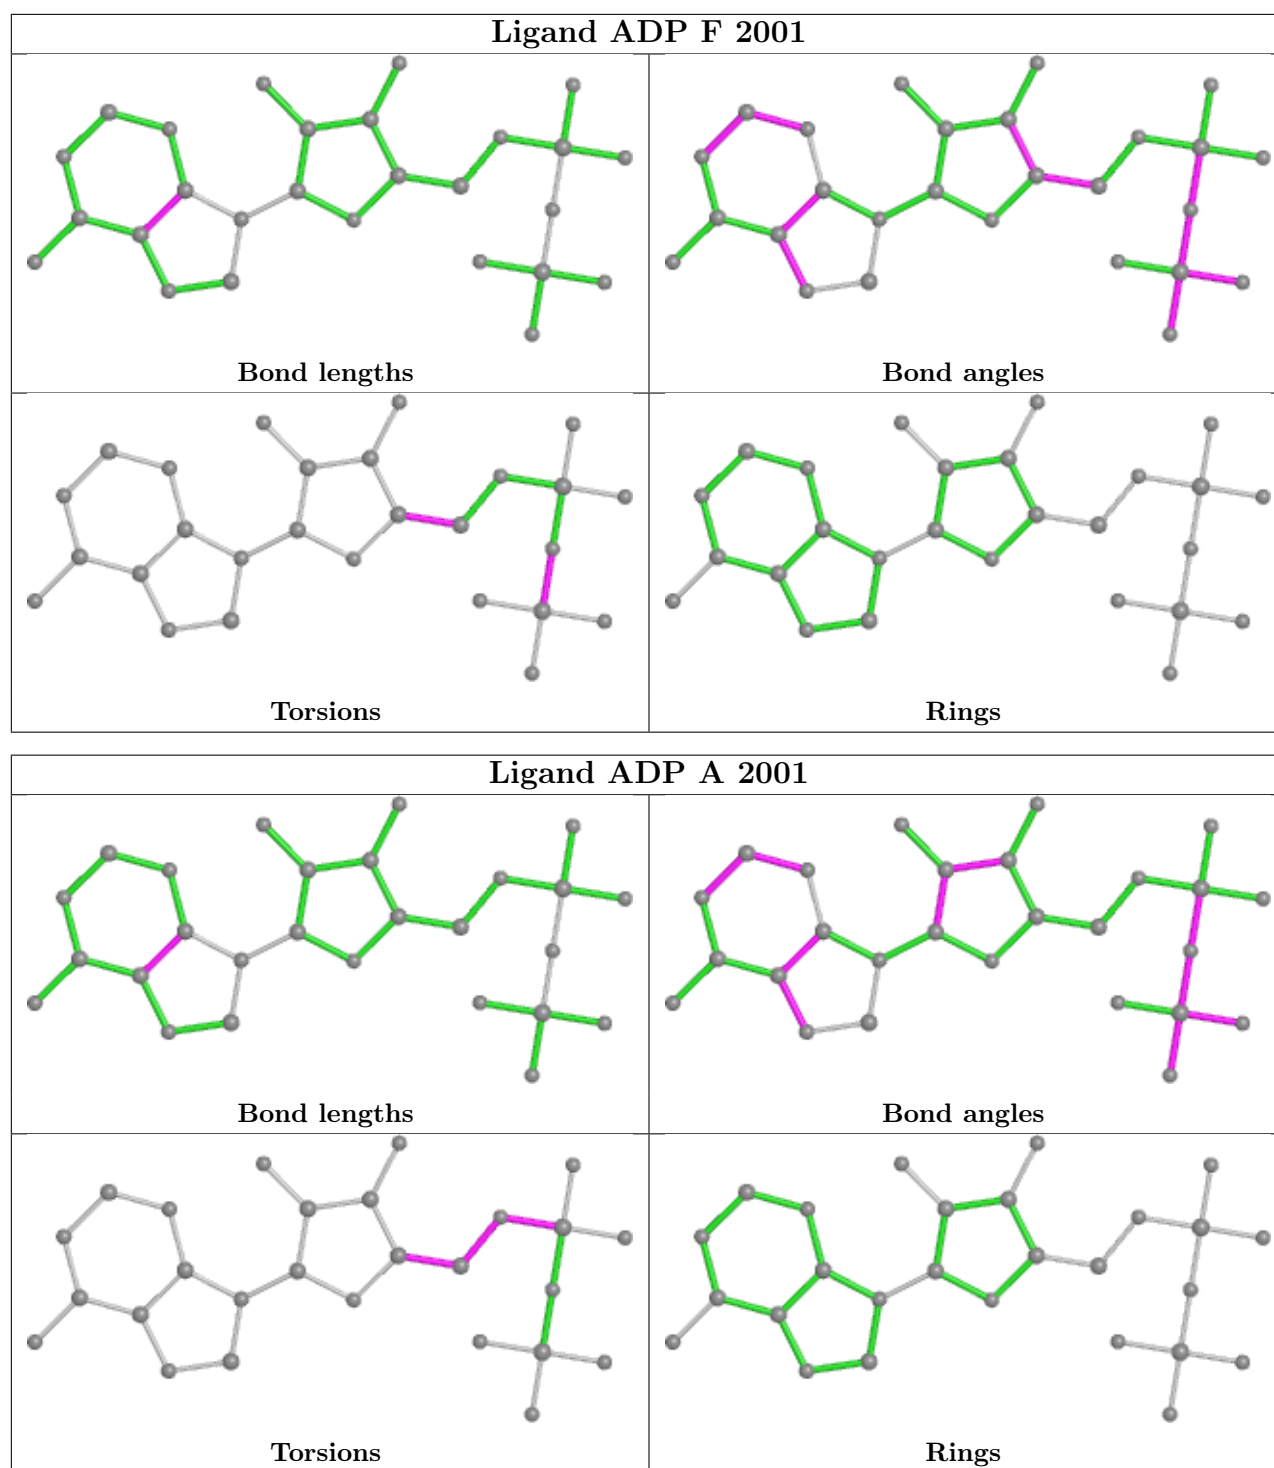 Ligand ADP F 2001
Bond lengths
Bond angles
Torsions
Rings
Ligand ADP A 2001
Bond lengths
Bond angles
Torsions
Rings